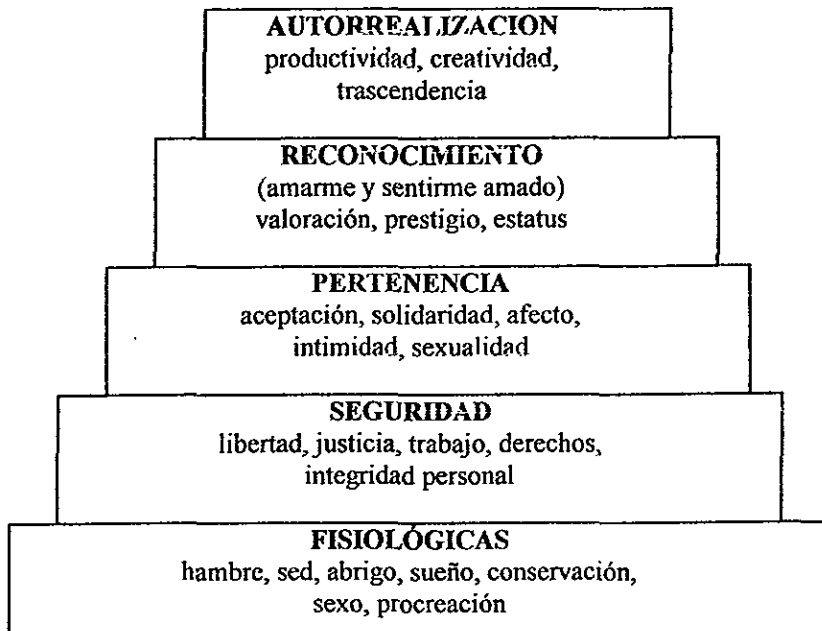 AUTORREALIZACION
productividad, creatividad,
trascendencia
RECONOCIMIENTO
(amarme y sentirme amado)
valoración, prestigio, estatus
PERTENENCIA
aceptación, solidaridad, afecto,
intimidad, sexualidad
SEGURIDAD
libertad, justicia, trabajo, derechos,
integridad personal
FISIOLÓGICAS
hambre, sed, abrigo, sueño, conservación,
sexo, procreación